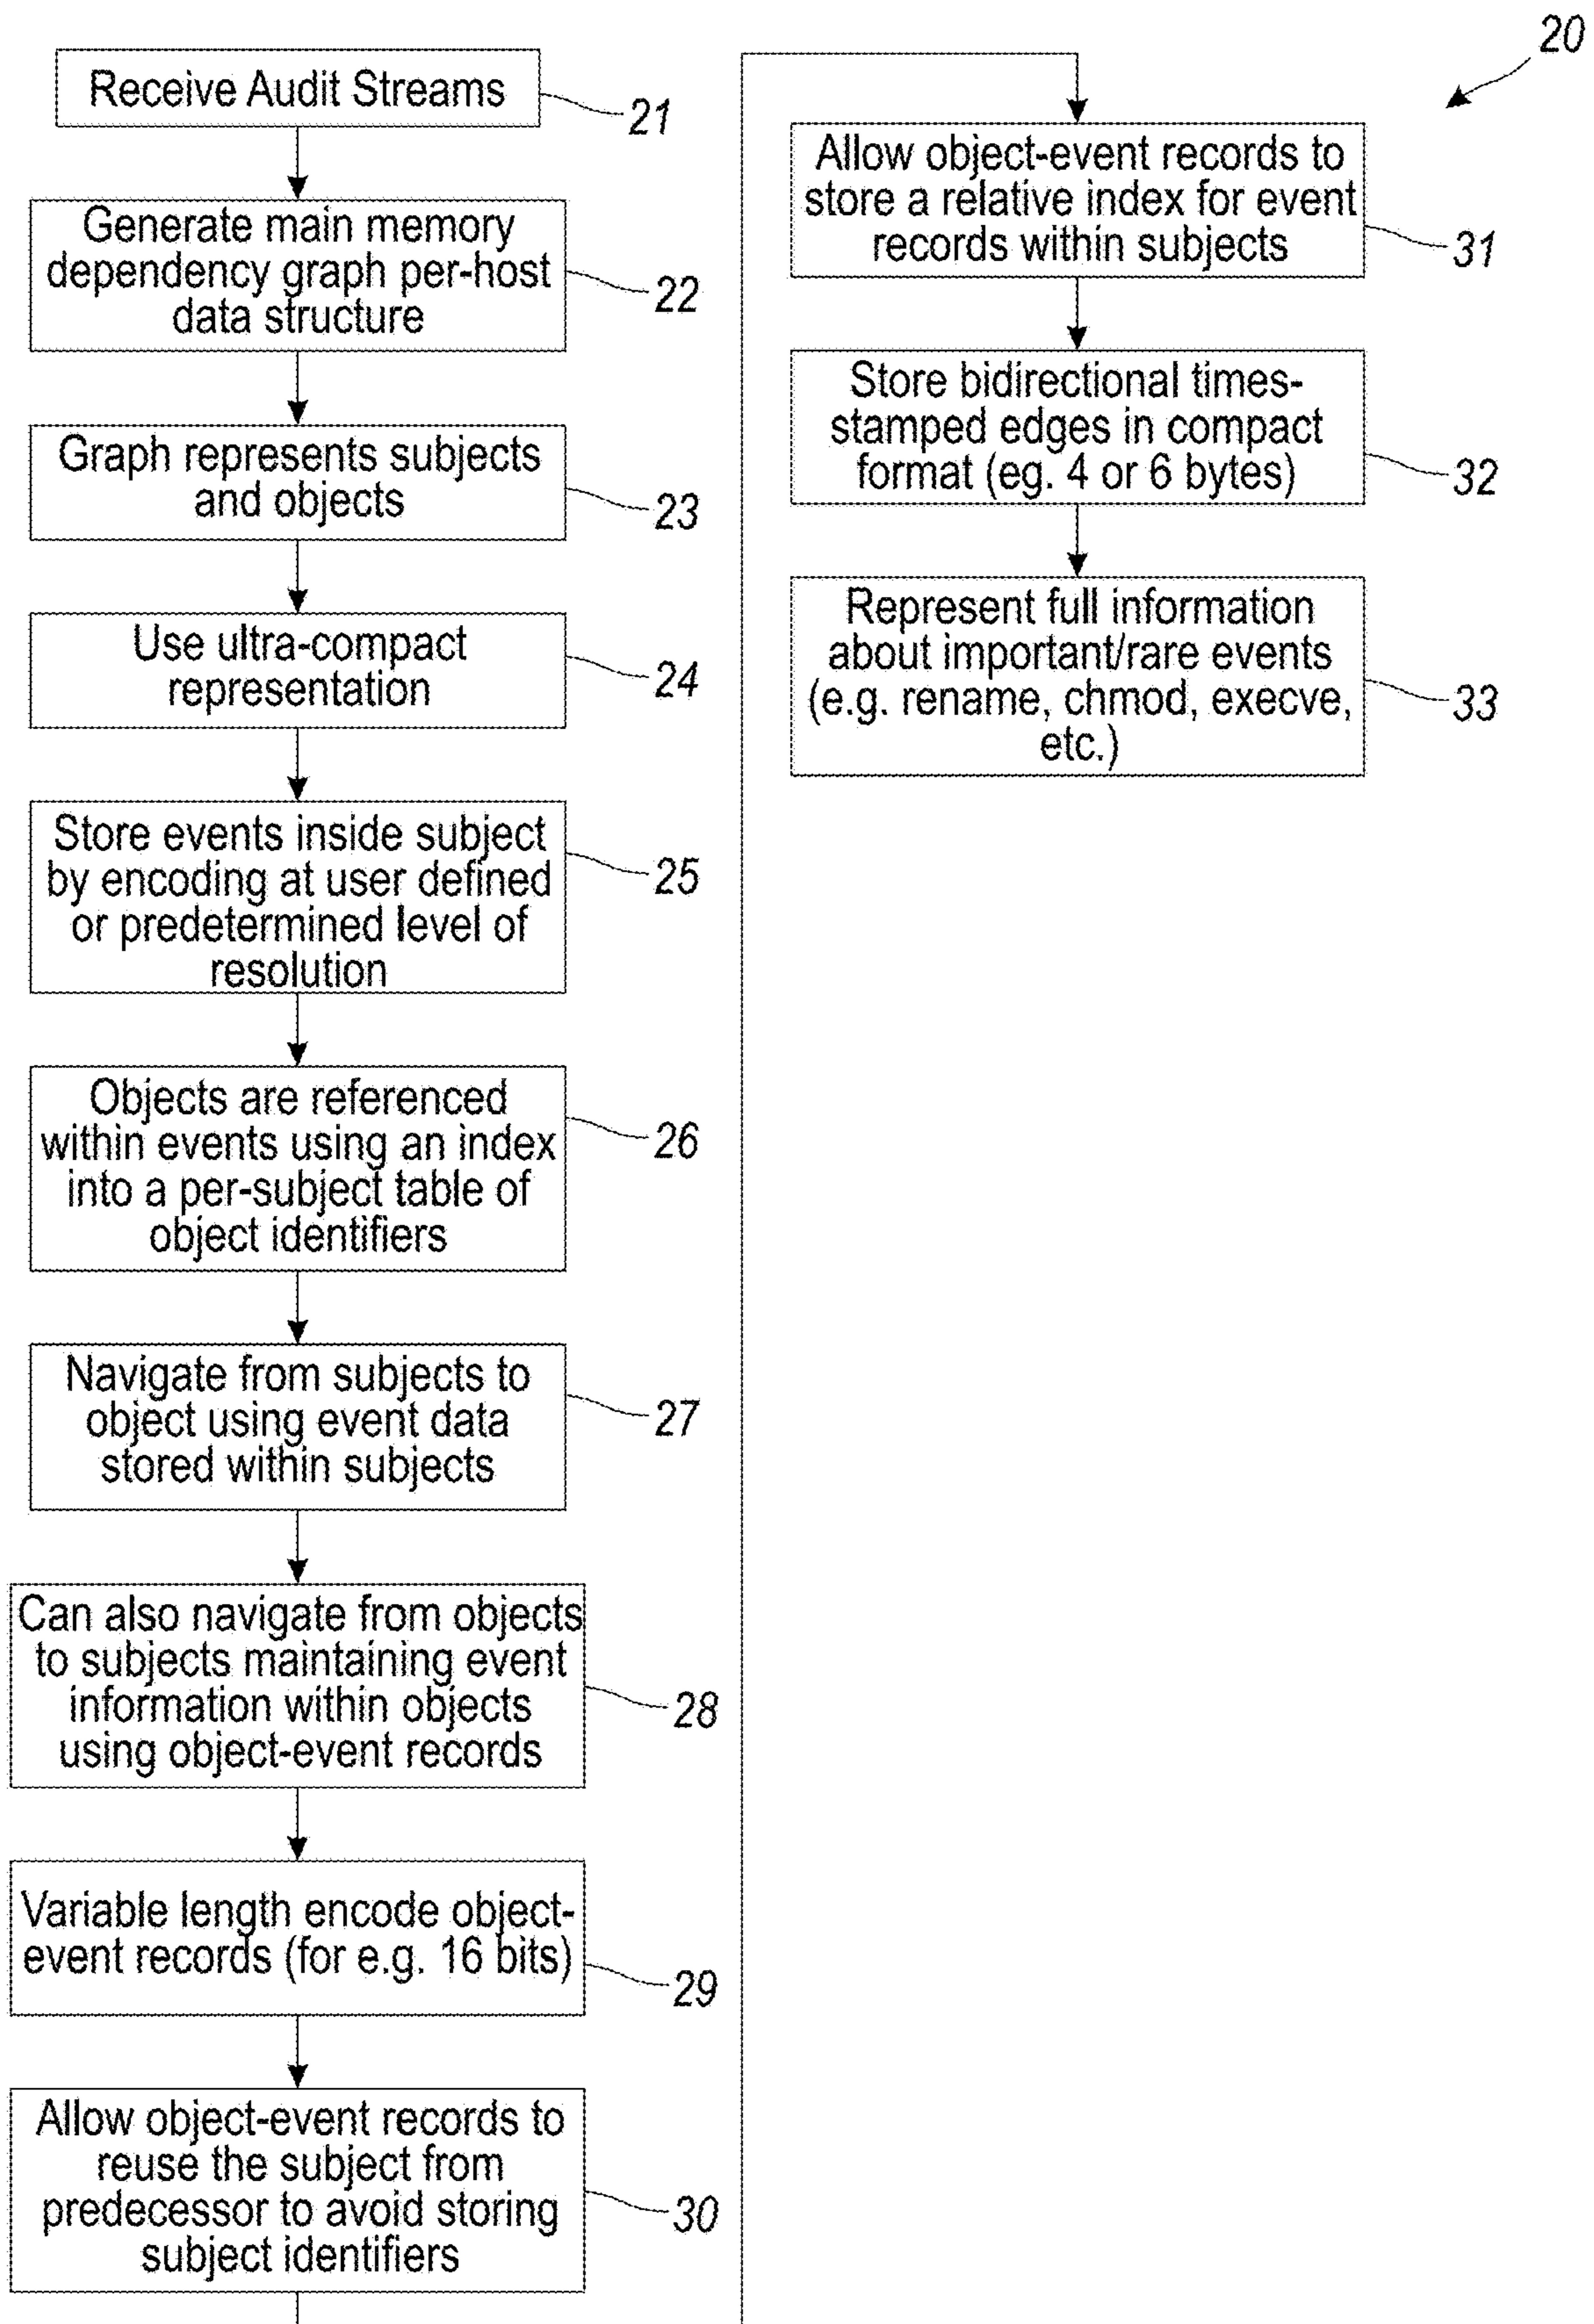 Receive Audit Streams
21
Generate main memory
dependency graph per-host
data structure
22
Graph represents subjects
and objects
23
Use ultra-compact
representation
24
Store events inside subject
by encoding at user defined
or predetermined level of
resolution
25
Objects are referenced
within events using an index
into a per-subject table of
object identifiers
26
Navigate from subjects to
object using event data
stored within subjects
27
Can also navigate from objects
to subjects maintaining event
information within objects
using object-event records
28
Variable length encode object-
event records (for e.g. 16 bits)
29
Allow object-event records to
reuse the subject from
predecessor to avoid storing
subject identifiers
30
20
Allow object-event records to
store a relative index for event
records within subjects
31
Store bidirectional times-
stamped edges in compact
format (eg. 4 or 6 bytes)
32
Represent full information
about important/rare events
(e.g. rename, chmod, execve,
etc.)
33